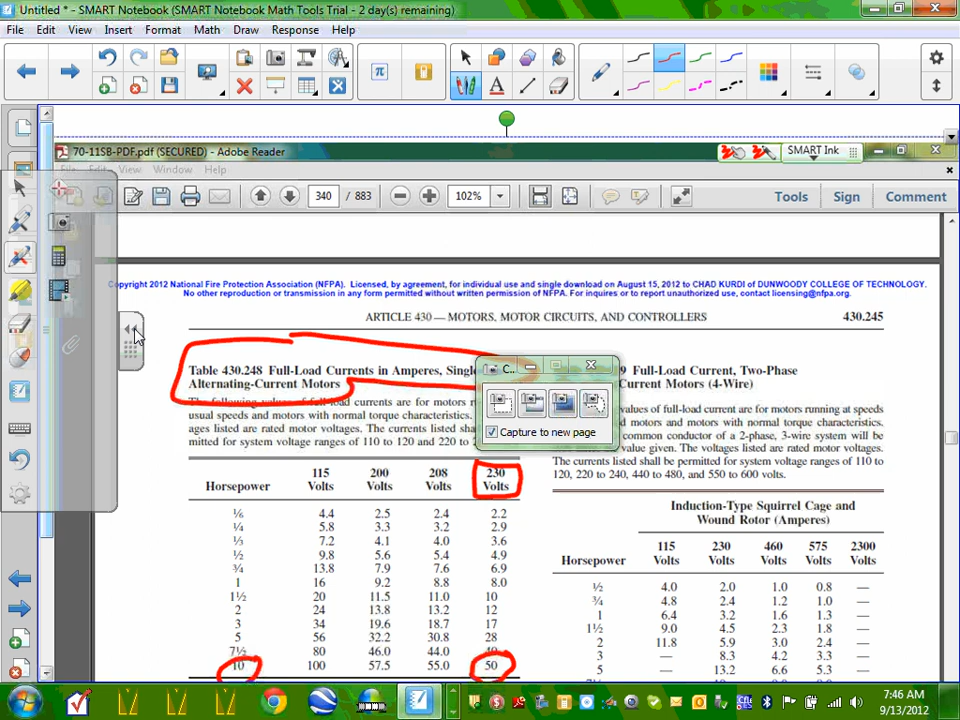 Untitled * - SMART Notebook (SMART Notebook Math Tools Trial - 2 day(s) remaining)
File Edit View Insert Format Math Draw Response Help
70-11SB-PDF.pdf (SECURED) - Adobe Reader
SMART Ink
Edit View Window Help
340 / 883
102%
Tools Sign Comment
Copyright 2012 National Fire Protection Association (NFPA). Licensed, by agreement, for individual use and single download on August 15, 2012 to CHAD KURDI of DUNWOODY COLLEGE OF TECHNOLOGY.
No other reproduction or transmission in any form permitted without written permission of NFPA. For inquires or to report unauthorized use, contact licensing@nfpa.org.
ARTICLE 430 — MOTORS, MOTOR CIRCUITS, AND CONTROLLERS 430.245
Table 430.248 Full-Load Currents in Amperes,
Alternating-Current Motors
The following values of full-load currents are for motors
usual speeds and motors with normal torque characteristics.
ages listed are rated motor voltages. The currents listed
mitted for system voltage ranges of 110 to 120 and 220 to
115 200 208 230
Horsepower Volts Volts Volts Volts
1/6 4.4 2.5 2.4 2.2
1/4 5.8 3.3 3.2 2.9
1/3 7.2 4.1 4.0 3.6
1/2 9.8 5.6 5.4 4.9
3/4 13.8 7.9 7.6 6.9
1 16 9.2 8.8 8.0
1½ 20 11.5 11.0 10
2 24 13.8 13.2 12
3 34 19.6 18.7 17
5 56 32.2 30.8 28
7½ 80 46.0 44.0 40
10 100 57.5 55.0 50
C...
Capture to new page
9 Full-Load Current, Two-Phase
Current Motors (4-Wire)
values of full-load current are for motors running at speeds
motors and motors with normal torque characteristics.
common conductor of a 2-phase, 3-wire system will be
value given. The voltages listed are rated motor voltages.
The currents listed shall be permitted for system voltage ranges of 110 to
120, 220 to 240, 440 to 480, and 550 to 600 volts.
Induction-Type Squirrel Cage and
Wound Rotor (Amperes)
115 230 460 575 2300
Horsepower Volts Volts Volts Volts Volts
½ 4.0 2.0 1.0 0.8 —
¾ 4.8 2.4 1.2 1.0 —
1 6.4 3.2 1.6 1.3 —
1½ 9.0 4.5 2.3 1.8 —
2 11.8 5.9 3.0 2.4 —
3 — 8.3 4.2 3.3 —
5 — 13.2 6.6 5.3 —
7:46 AM
9/13/2012